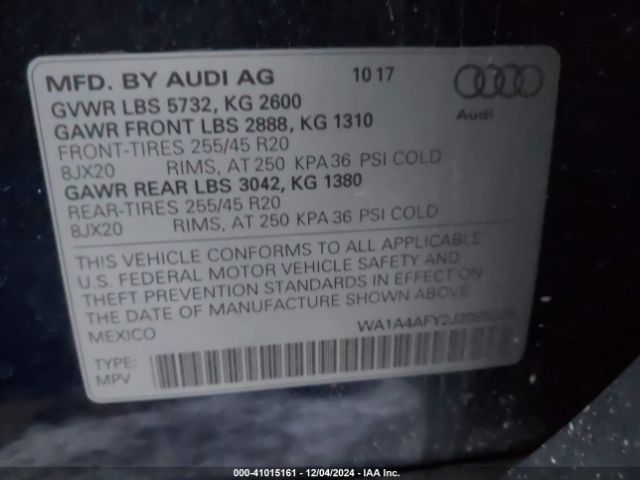 MFD. BY AUDI AG 10 17
GVWR LBS 5732, KG 2600
GAWR FRONT LBS 2888, KG 1310
FRONT-TIRES 255/45 R20
8JX20 RIMS, AT 250 KPA 36 PSI COLD
GAWR REAR LBS 3042, KG 1380
REAR-TIRES 255/45 R20
8JX20 RIMS, AT 250 KPA 36 PSI COLD
Audi
THIS VEHICLE CONFORMS TO ALL APPLICABLE
U.S. FEDERAL MOTOR VEHICLE SAFETY AND
THEFT PREVENTION STANDARDS IN EFFECT ON
THE DATE OF MANUFACTURE SHOWN ABOVE.
MEXICO
TYPE:
MPV
000-41015161 - 12/04/2024 - IAA Inc.